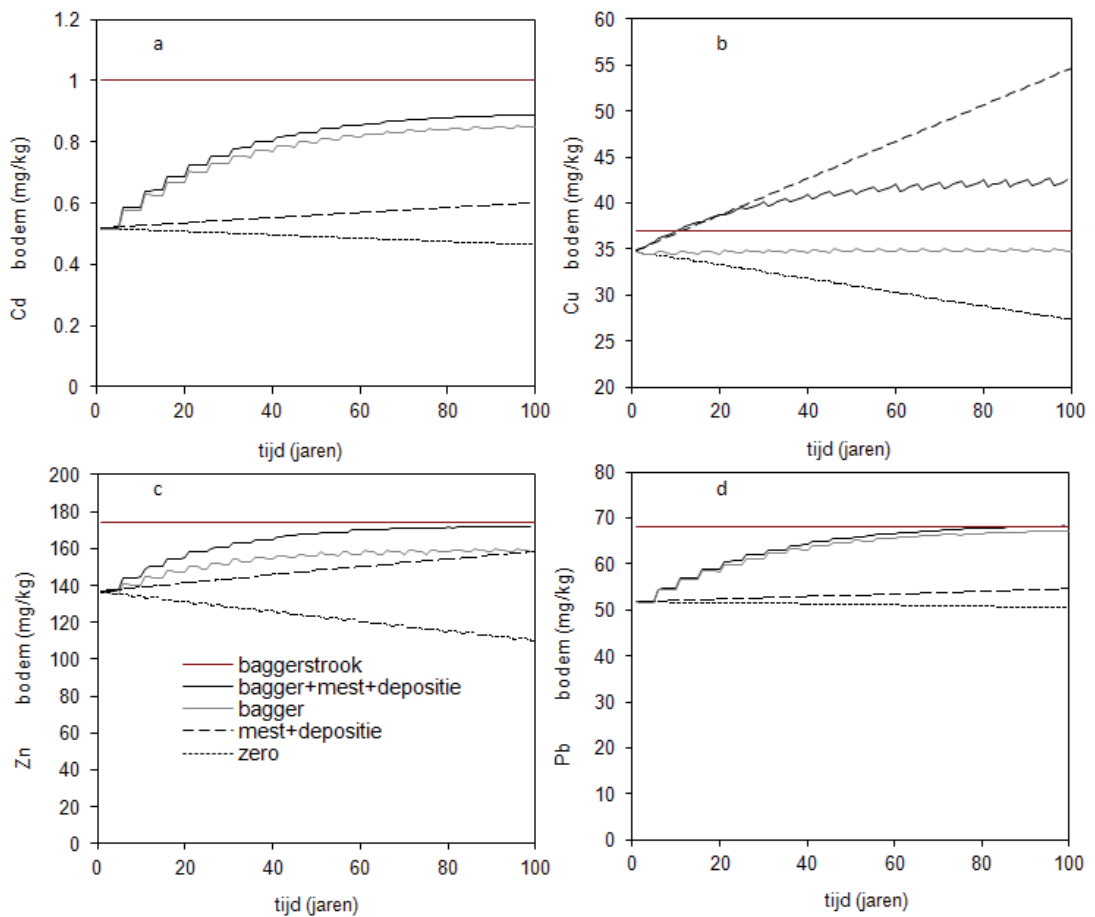 a
1.2
1
0.8
0.6
0.4
0.2
0
Cd bodem (mg/kg)
0 20 40 60 80 100
tijd (jaren)
b
60
55
50
45
40
35
30
25
20
Cu bodem (mg/kg)
0 20 40 60 80 100
tijd (jaren)
c
200
180
160
140
120
100
80
60
40
20
0
Zn bodem (mg/kg)
baggerstrook
bagger+mest+depositie
bagger
mest+depositie
zero
0 20 40 60 80 100
tijd (jaren)
d
80
70
60
50
40
30
20
10
0
Pb bodem (mg/kg)
0 20 40 60 80 100
tijd (jaren)